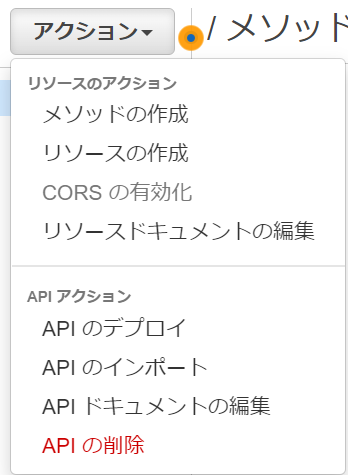 アクション
/ メソッド
リソースのアクション
メソッドの作成
リソースの作成
CORS の有効化
リソースドキュメントの編集
API アクション
API のデプロイ
API のインポート
API ドキュメントの編集
API の削除